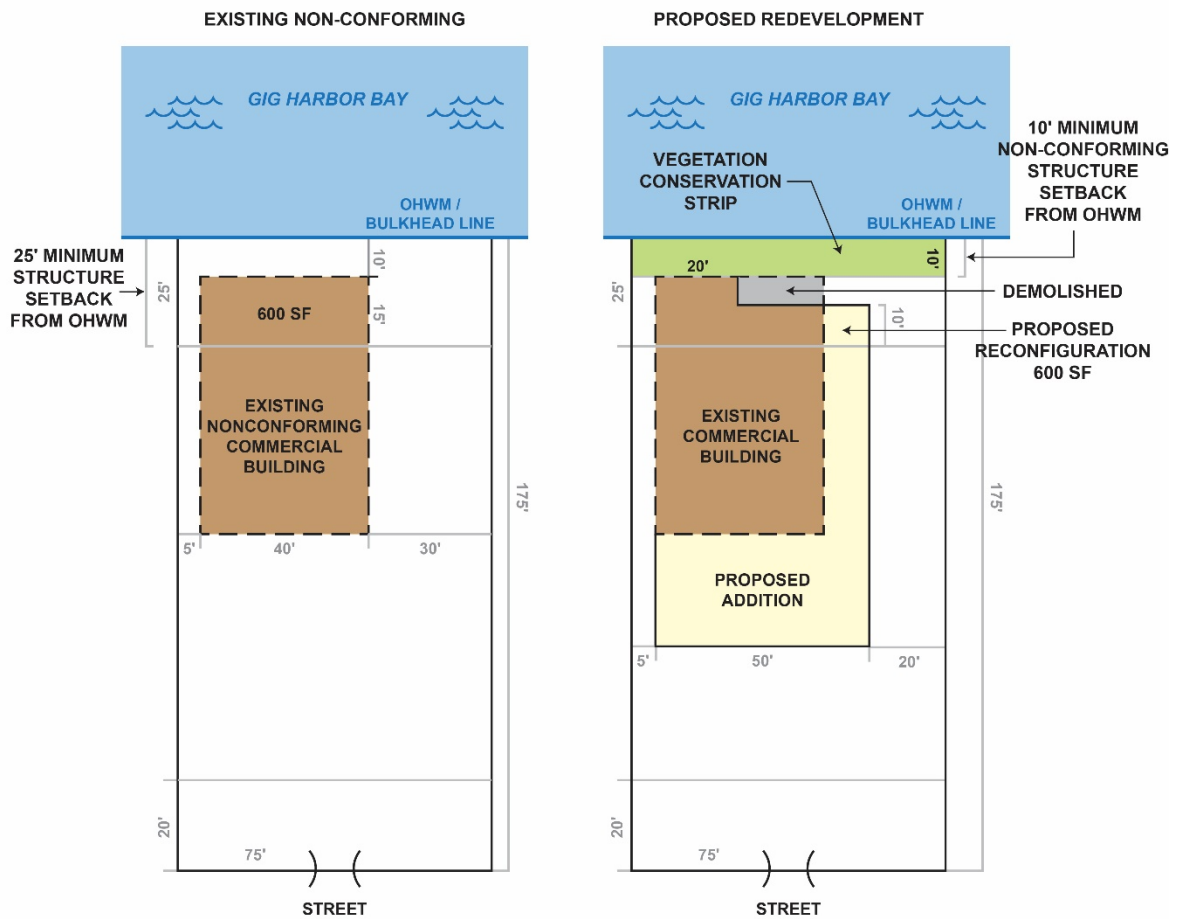 EXISTING NON-CONFORMING
GIG HARBOR BAY
OHWM /
BULKHEAD LINE
25' MINIMUM
STRUCTURE
SETBACK
FROM OHWM
25'
10'
15'
600 SF
EXISTING
NONCONFORMING
COMMERCIAL
BUILDING
5'
40'
30'
175'
20'
75'
STREET
PROPOSED REDEVELOPMENT
GIG HARBOR BAY
VEGETATION
CONSERVATION
STRIP
OHWM /
BULKHEAD LINE
10' MINIMUM
NON-CONFORMING
STRUCTURE
SETBACK
FROM OHWM
20'
10'
25'
DEMOLISHED
10'
PROPOSED
RECONFIGURATION
600 SF
EXISTING
COMMERCIAL
BUILDING
175'
PROPOSED
ADDITION
5'
50'
20'
20'
75'
STREET